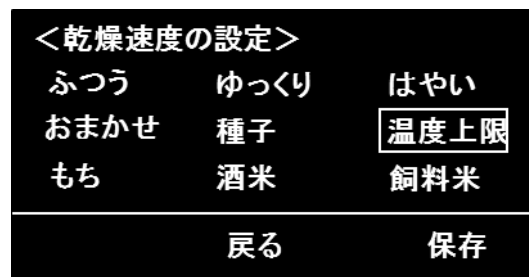 ＜乾燥速度の設定＞
ふつう ゆっくり はやい
おまかせ 種子 温度上限
もち 酒米 飼料米
戻る 保存